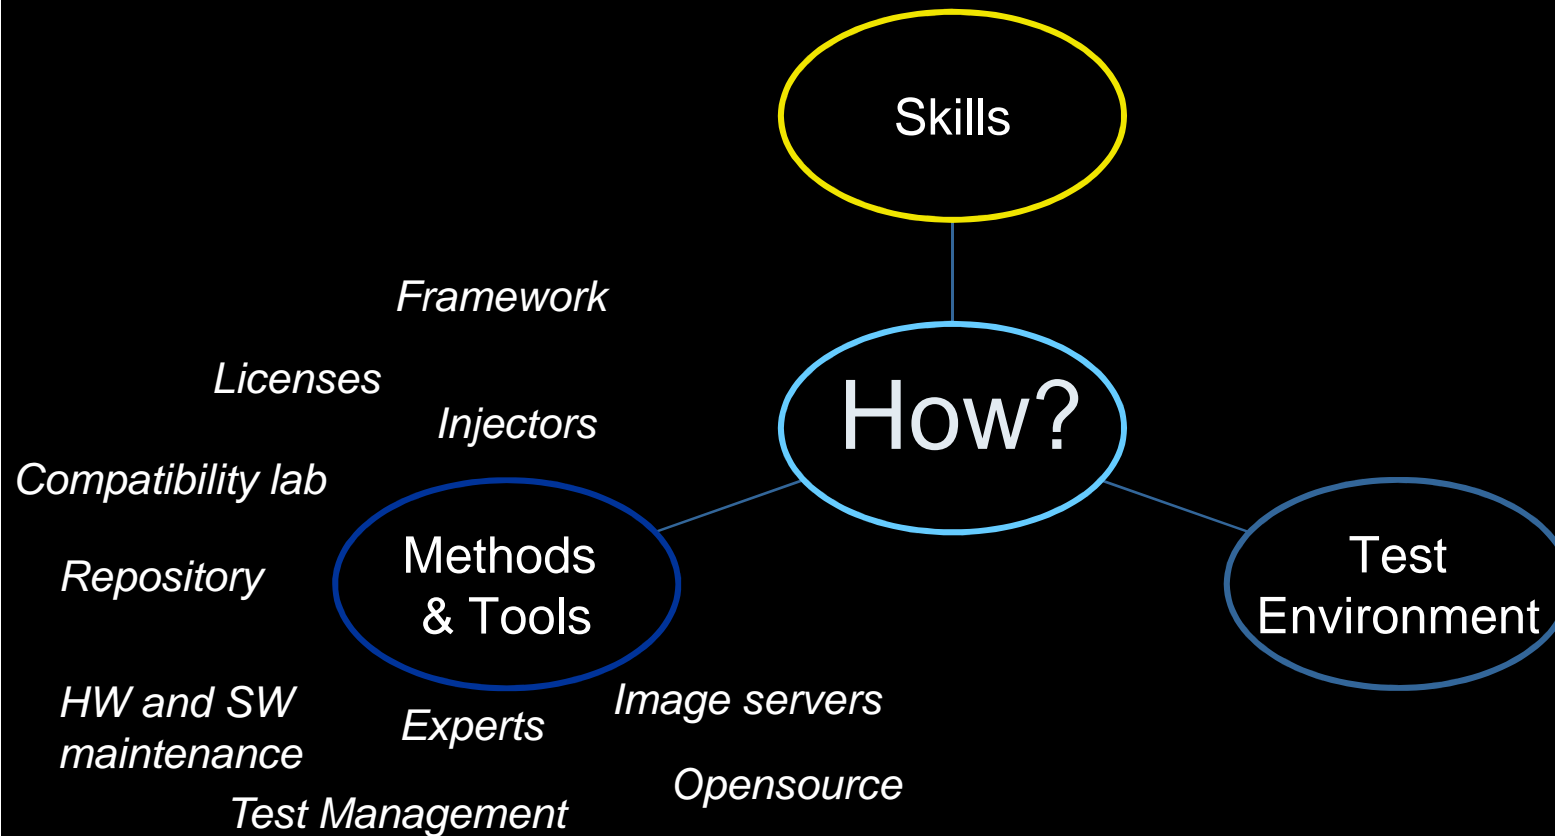 Skills
Framework
Licenses
How?
Injectors
Compatibility lab
Methods
& Tools
Test
Environment
Repository
HW and SW
maintenance
Experts
Image servers
Opensource
Test Management